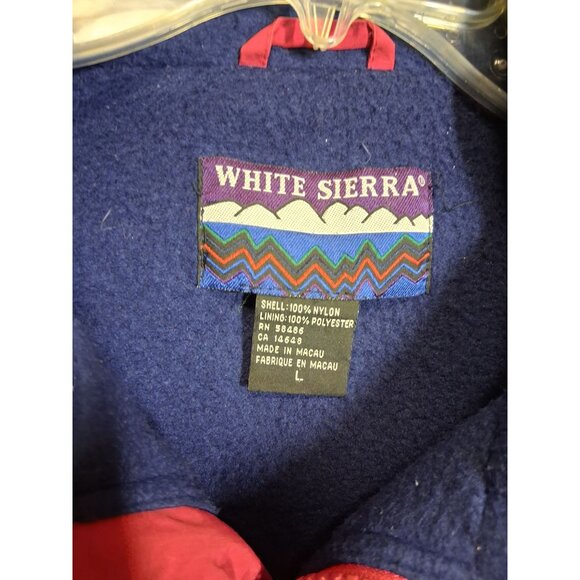 WHITE SIERRA®
SHELL:100% NYLON
LINING:100% POLYESTER
RN 58486
CA 14648
MADE IN MACAU
FABRIQUE EN MACAU
L